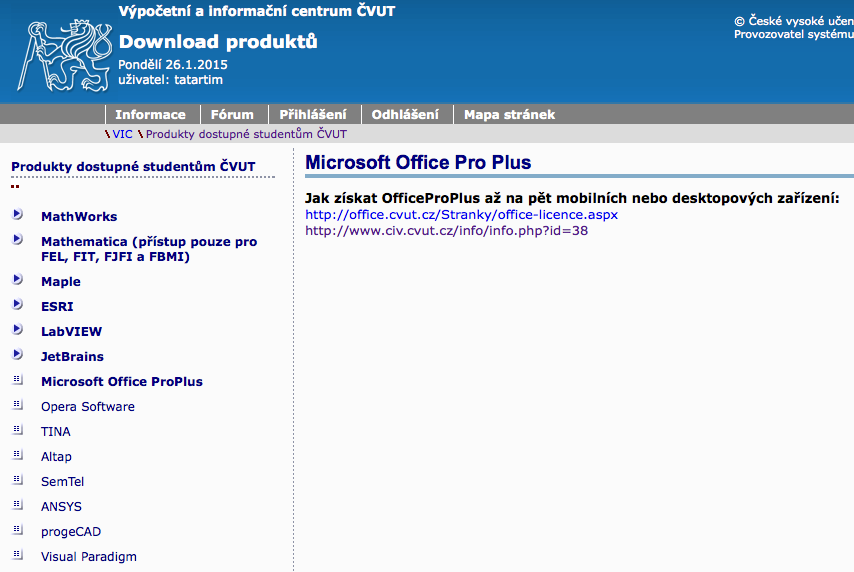 Výpočetní a informační centrum ČVUT
Download produktů
Pondělí 26.1.2015
uživatel: tatartim
© České vysoké učen
Provozovatel systému
Informace
Fórum
Přihlášení
Odhlášení
Mapa stránek
\ VIC \ Produkty dostupné studentům ČVUT
Produkty dostupné studentům ČVUT
..
MathWorks
Mathematica (přístup pouze pro
FEL, FIT, FJFI a FBMI)
Maple
ESRI
LabVIEW
JetBrains
Microsoft Office ProPlus
Opera Software
TINA
Altap
SemTel
ANSYS
progeCAD
Visual Paradigm
Microsoft Office Pro Plus
Jak získat OfficeProPlus až na pět mobilních nebo desktopových zařízení:
http://office.cvut.cz/Stranky/office-licence.aspx
http://www.civ.cvut.cz/info/info.php?id=38